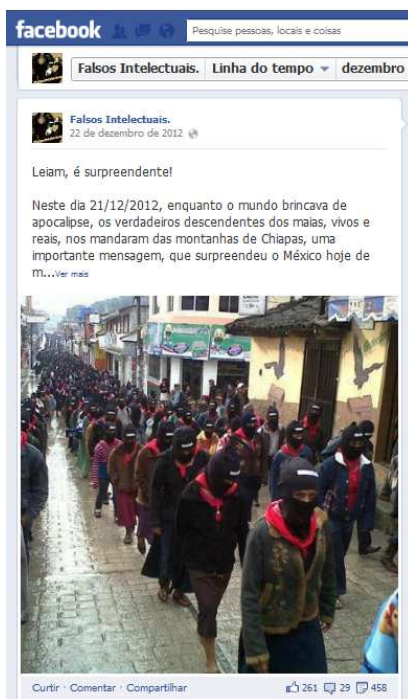 facebook
Pesquise pessoas, locais e coisas
Falsos Intelectuais. Linha do tempo dezembro
Falsos Intelectuais.
22 de dezembro de 2012
Leiam, é surpreendente!
Neste dia 21/12/2012, enquanto o mundo brincava de
apocalipse, os verdadeiros descendentes dos maias, vivos e
reais, nos mandaram das montanhas de Chiapas, uma
importante mensagem, que surpreendeu o México hoje de
m...Ver mais
Curtir · Comentar · Compartilhar 261 29 458